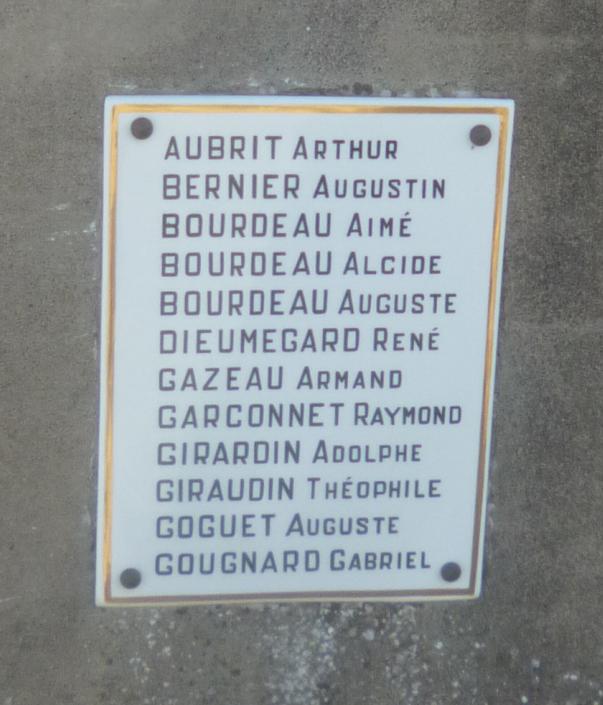 AUBRIT ARTHUR
BERNIER AUGUSTIN
BOURDEAU AIMÉ
BOURDEAU ALCIDE
BOURDEAU AUGUSTE
DIEUMEGARD RENÉ
GAZEAU ARMAND
GARCONNET RAYMOND
GIRARDIN ADOLPHE
GIRAUDIN THÉOPHILE
GOGUET AUGUSTE
GOUGNARD GABRIEL